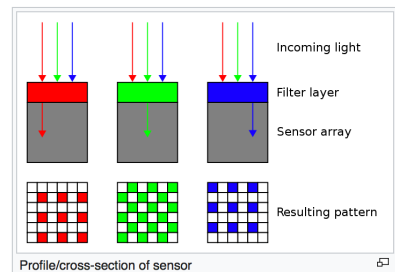 Incoming light
Filter layer
Sensor array
Resulting pattern
Profile/cross-section of sensor